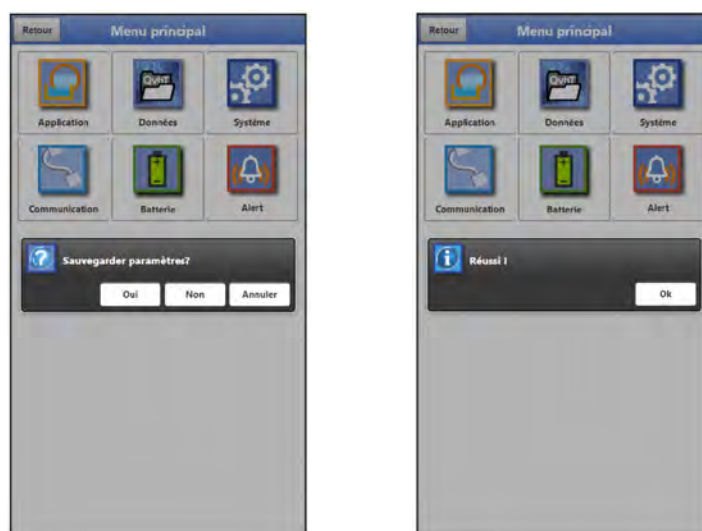 Retour Menu principal
Application Données Système
Communication Batterie Alert
Sauvegarder paramètres?
Oui Non Annuler
Retour Menu principal
QvHT
Application Données Système
Communication Batterie Alert
Réussi !
Ok